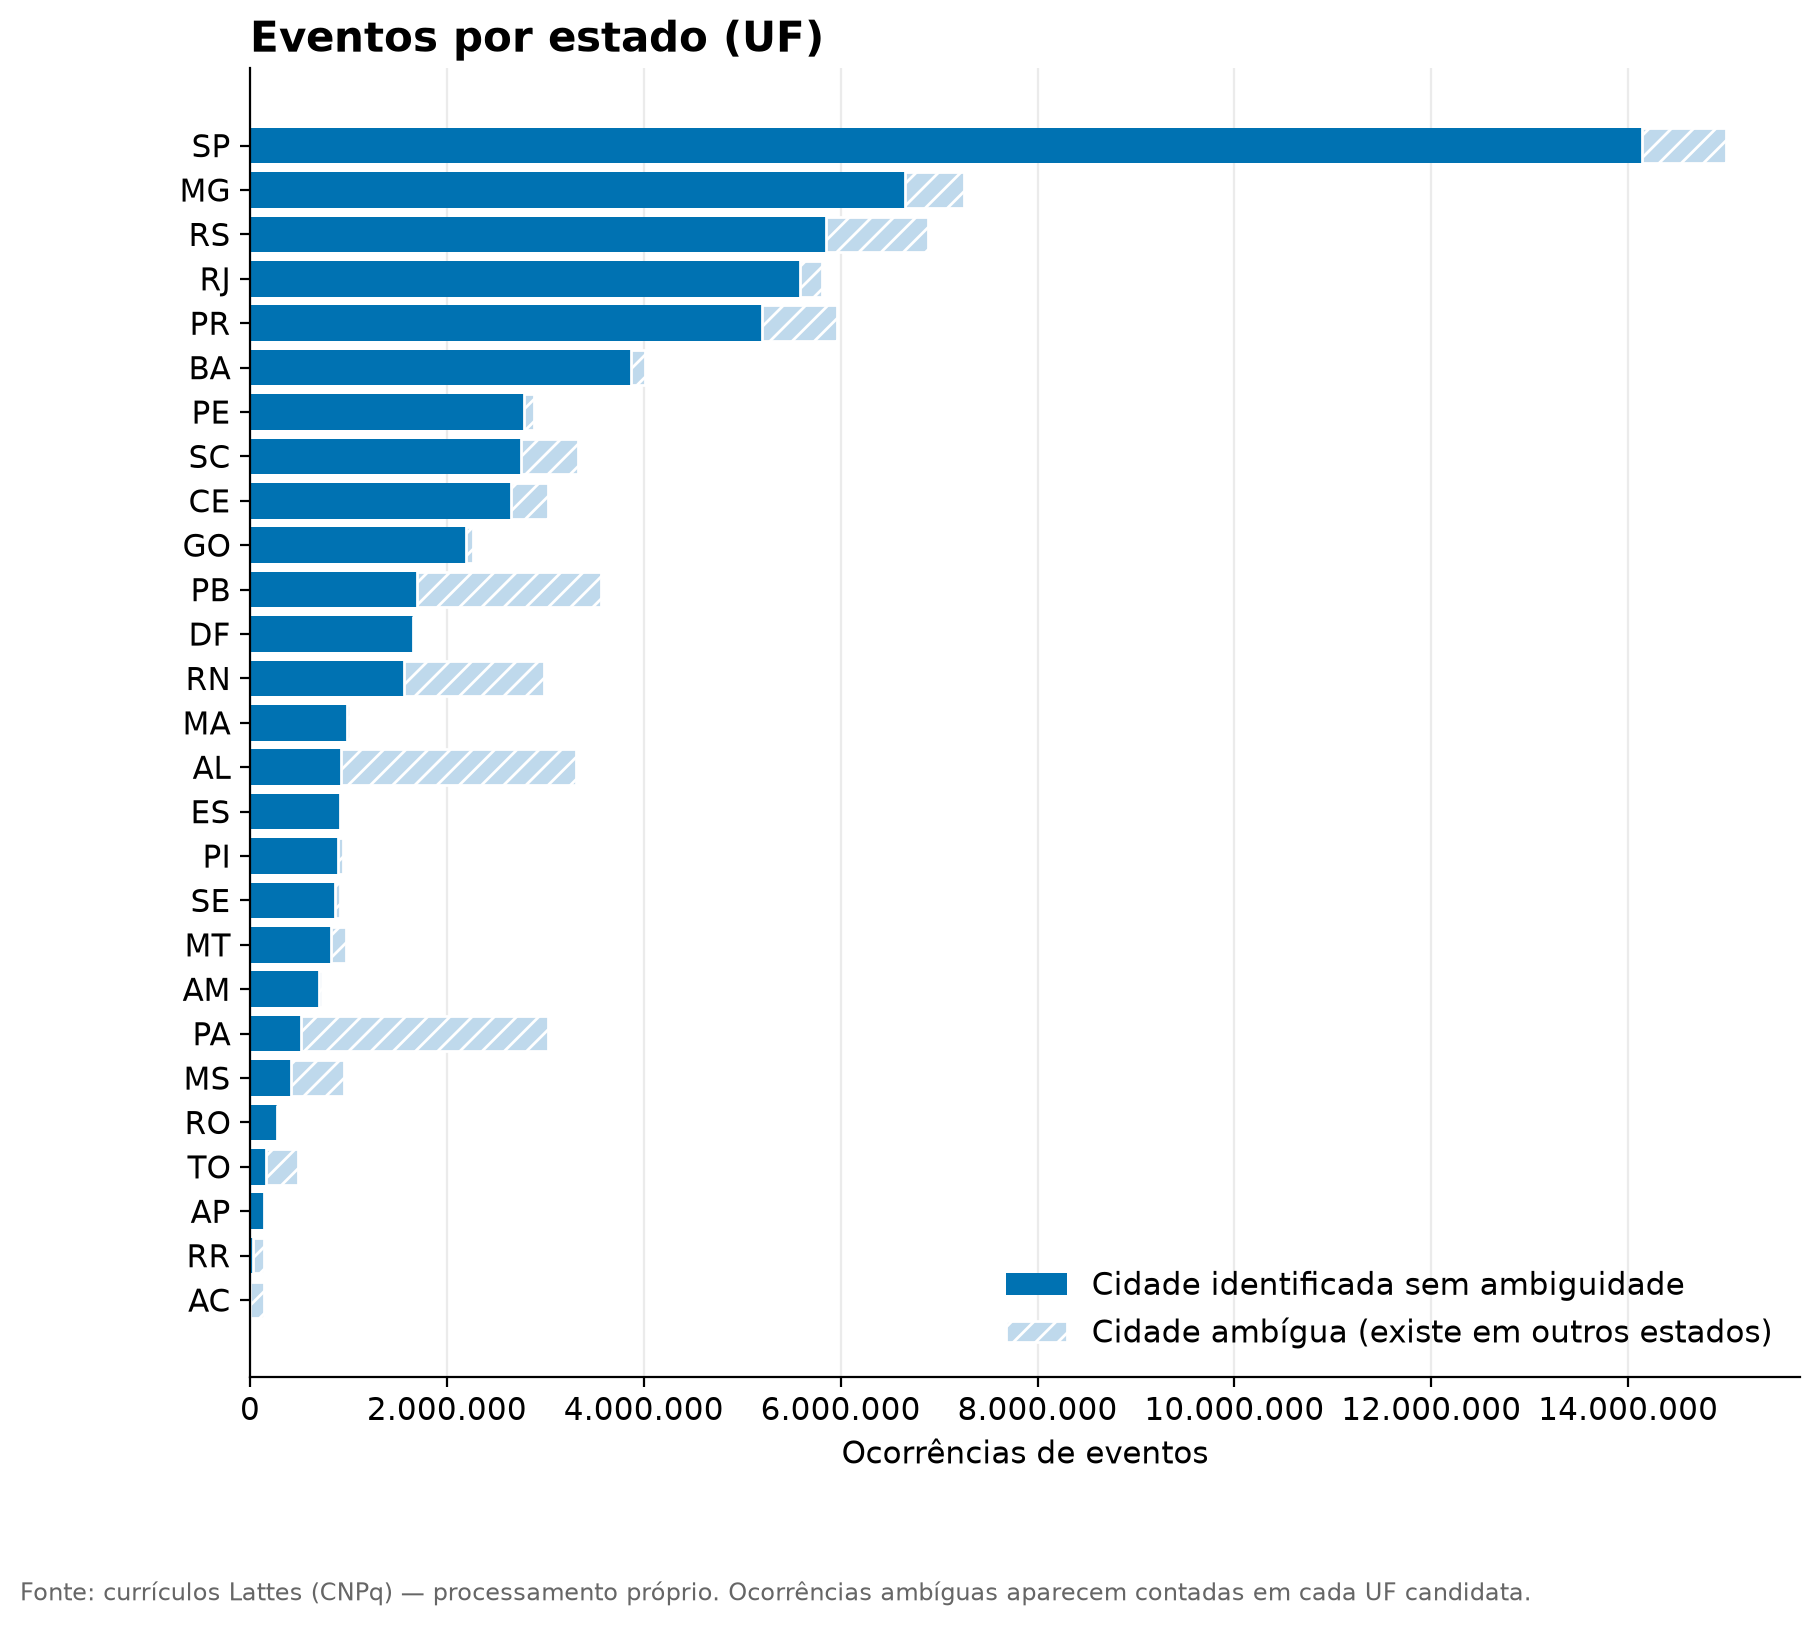 Eventos por estado (UF)
SP
MG
RS
RJ
PR
BA
PE
SC
CE
GO
PB
DF
RN
MA
AL
ES
PI
SE
MT
AM
PA
MS
RO
TO
AP
RR
AC
Cidade identificada sem ambiguidade
Cidade ambígua (existe em outros estados)
0 2.000.000 4.000.000 6.000.000 8.000.000 10.000.000 12.000.000 14.000.000
Ocorrências de eventos
Fonte: currículos Lattes (CNPq) — processamento próprio. Ocorrências ambíguas aparecem contadas em cada UF candidata.